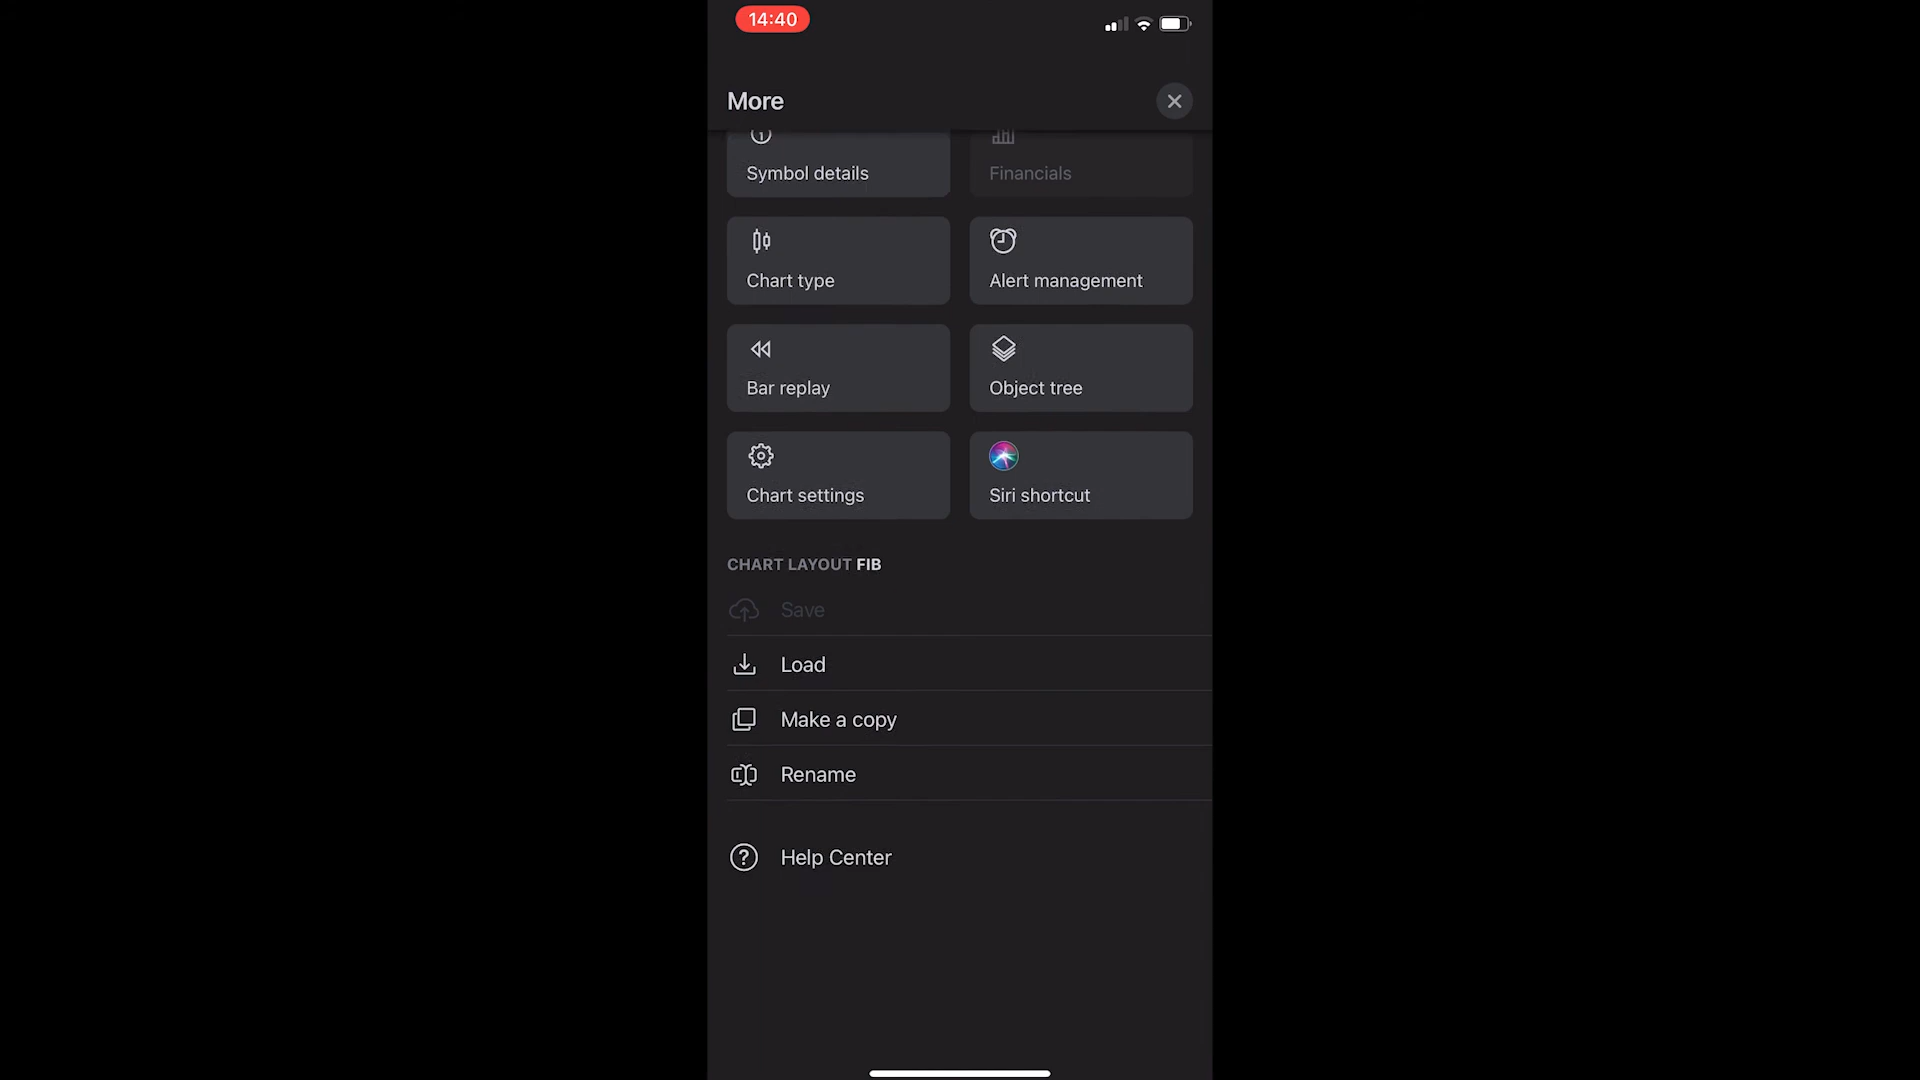 14:40
More
Symbol details
Financials
Chart type
Alert management
Bar replay
Object tree
Chart settings
Siri shortcut
CHART LAYOUT FIB
Save
Load
Make a copy
Rename
Help Center